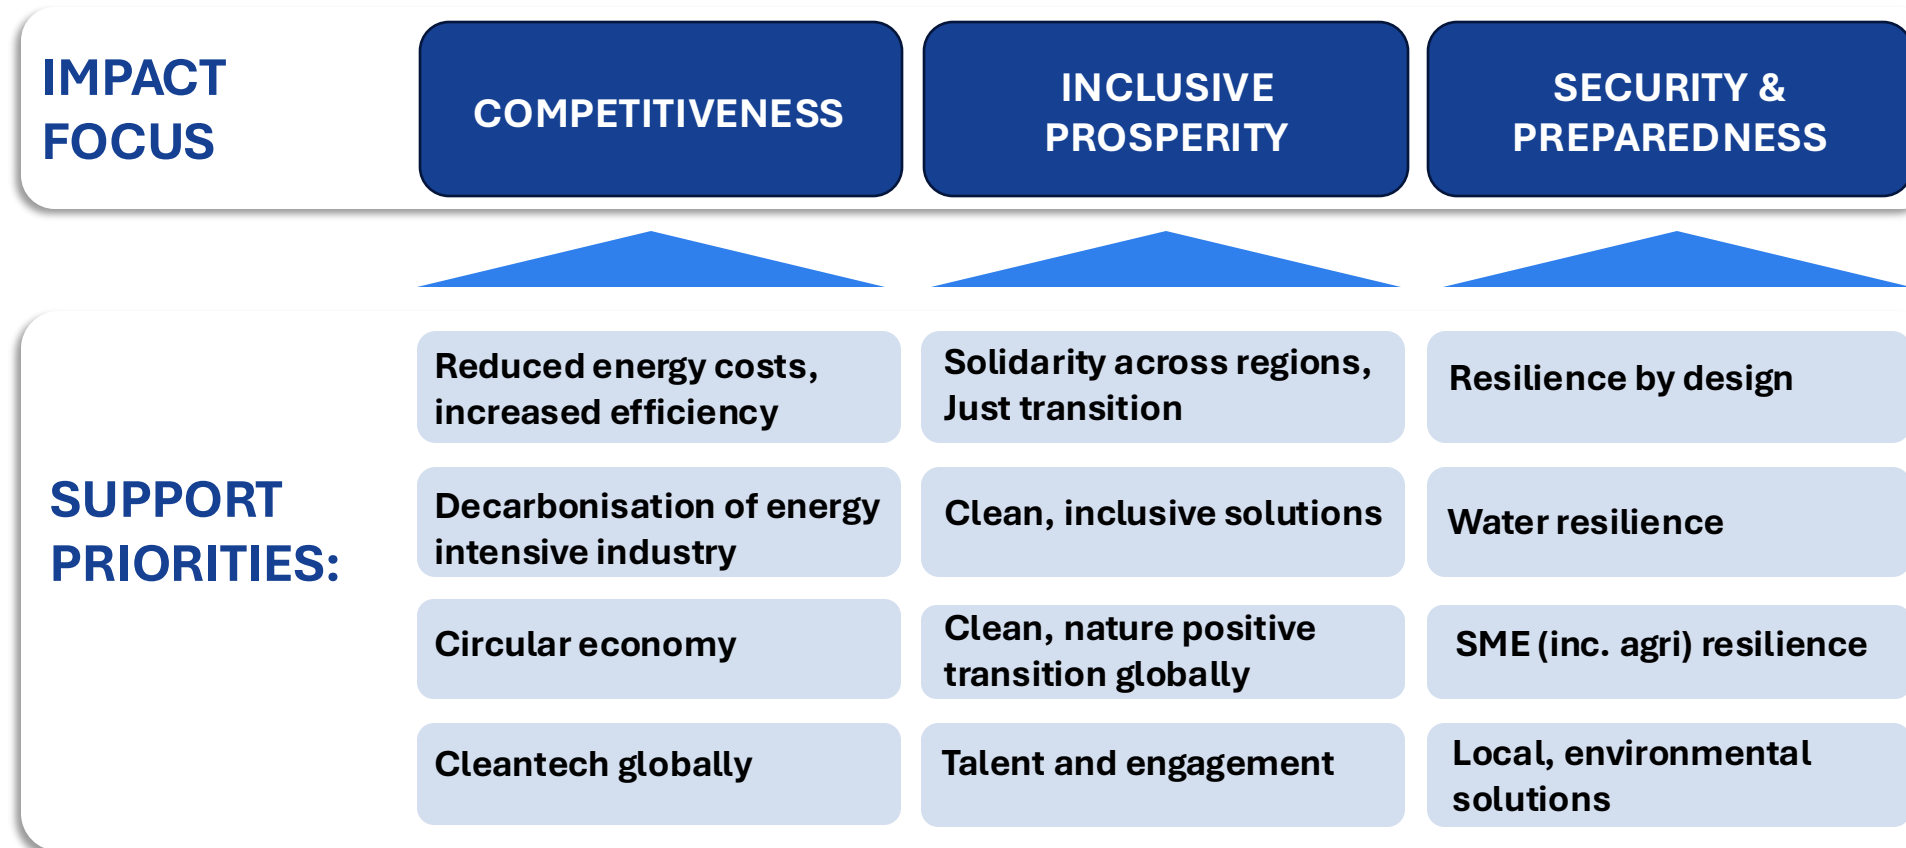 IMPACT
FOCUS
COMPETITIVENESS
INCLUSIVE
PROSPERITY
SECURITY &
PREPAREDNESS
SUPPORT
PRIORITIES:
Reduced energy costs,
increased efficiency
Decarbonisation of energy
intensive industry
Circular economy
Cleantech globally
Solidarity across regions,
Just transition
Clean, inclusive solutions
Clean, nature positive
transition globally
Talent and engagement
Resilience by design
Water resilience
SME (inc. agri) resilience
Local, environmental
solutions